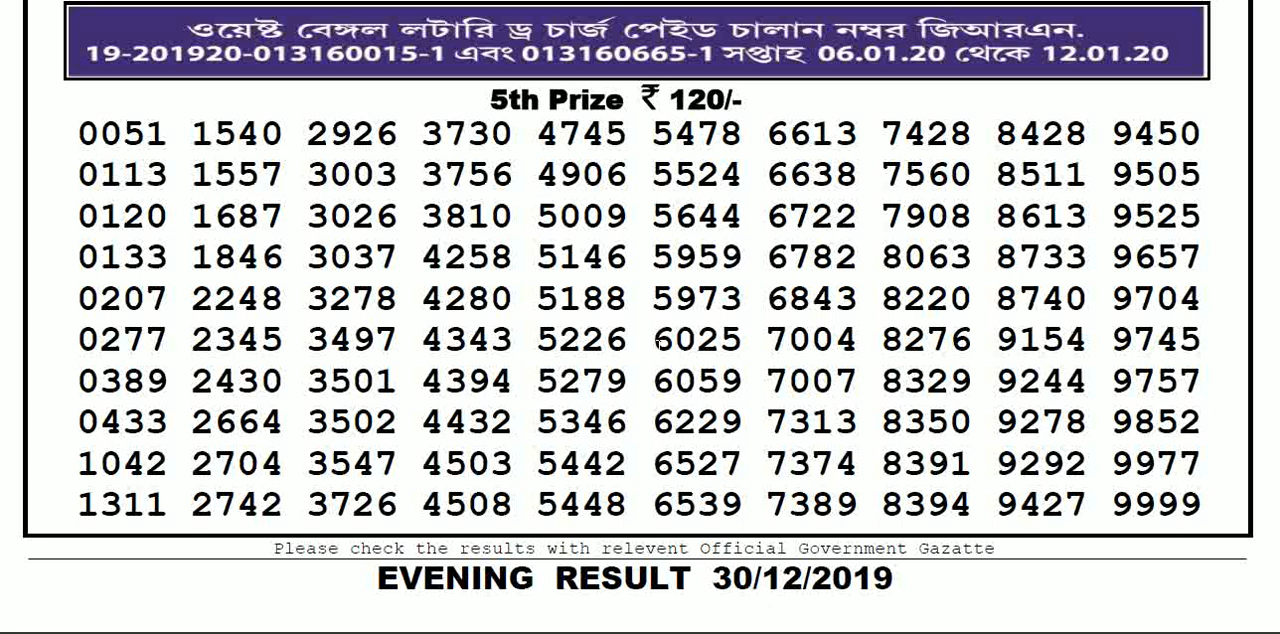 ওয়েষ্ট বেঙ্গল লটারি ড্র চার্জ পেইড চালান নম্বর জিআরএন.
19-201920-013160015-1 এবং 013160665-1 সপ্তাহ 06.01.20 থেকে 12.01.20
5th Prize ₹ 120/-
0051 1540 2926 3730 4745 5478 6613 7428 8428 9450
0113 1557 3003 3756 4906 5524 6638 7560 8511 9505
0120 1687 3026 3810 5009 5644 6722 7908 8613 9525
0133 1846 3037 4258 5146 5959 6782 8063 8733 9657
0207 2248 3278 4280 5188 5973 6843 8220 8740 9704
0277 2345 3497 4343 5226 6025 7004 8276 9154 9745
0389 2430 3501 4394 5279 6059 7007 8329 9244 9757
0433 2664 3502 4432 5346 6229 7313 8350 9278 9852
1042 2704 3547 4503 5442 6527 7374 8391 9292 9977
1311 2742 3726 4508 5448 6539 7389 8394 9427 9999
Please check the results with relevent Official Government Gazatte
EVENING RESULT 30/12/2019